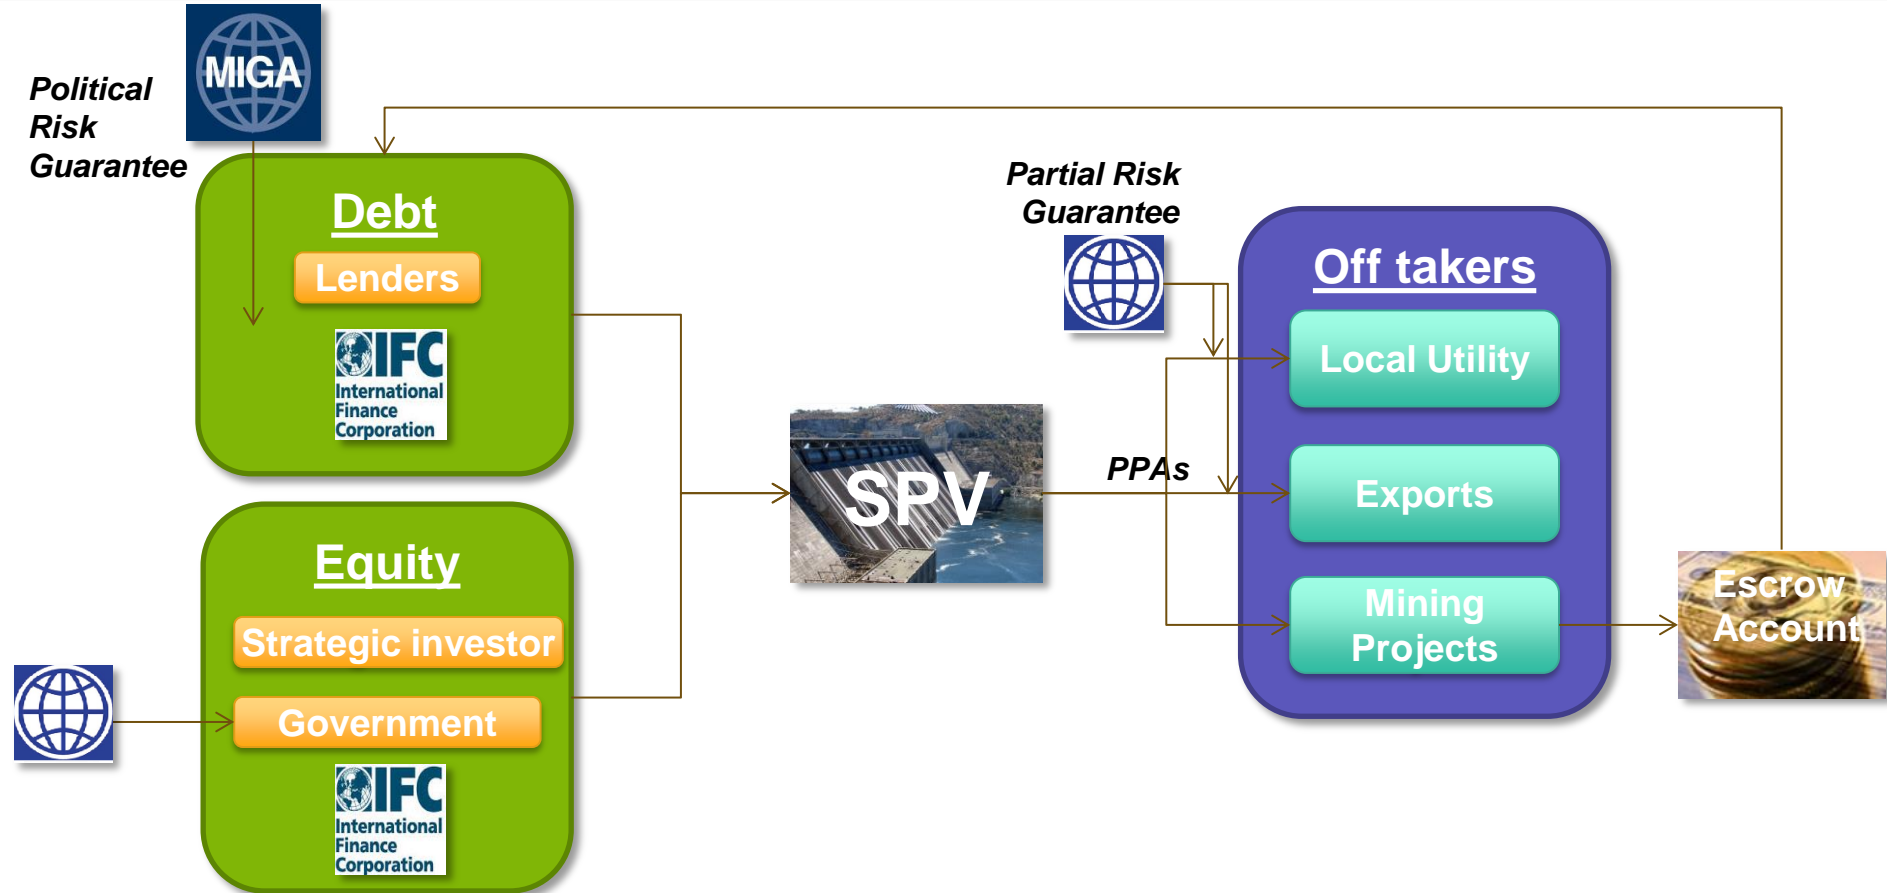 MIGA
Political
Risk
Guarantee
Debt
Lenders
IFC
International
Finance
Corporation
Equity
Strategic investor
Government
IFC
International
Finance
Corporation
SPV
PPAs
Partial Risk
Guarantee
Off takers
Local Utility
Exports
Mining
Projects
Escrow
Account